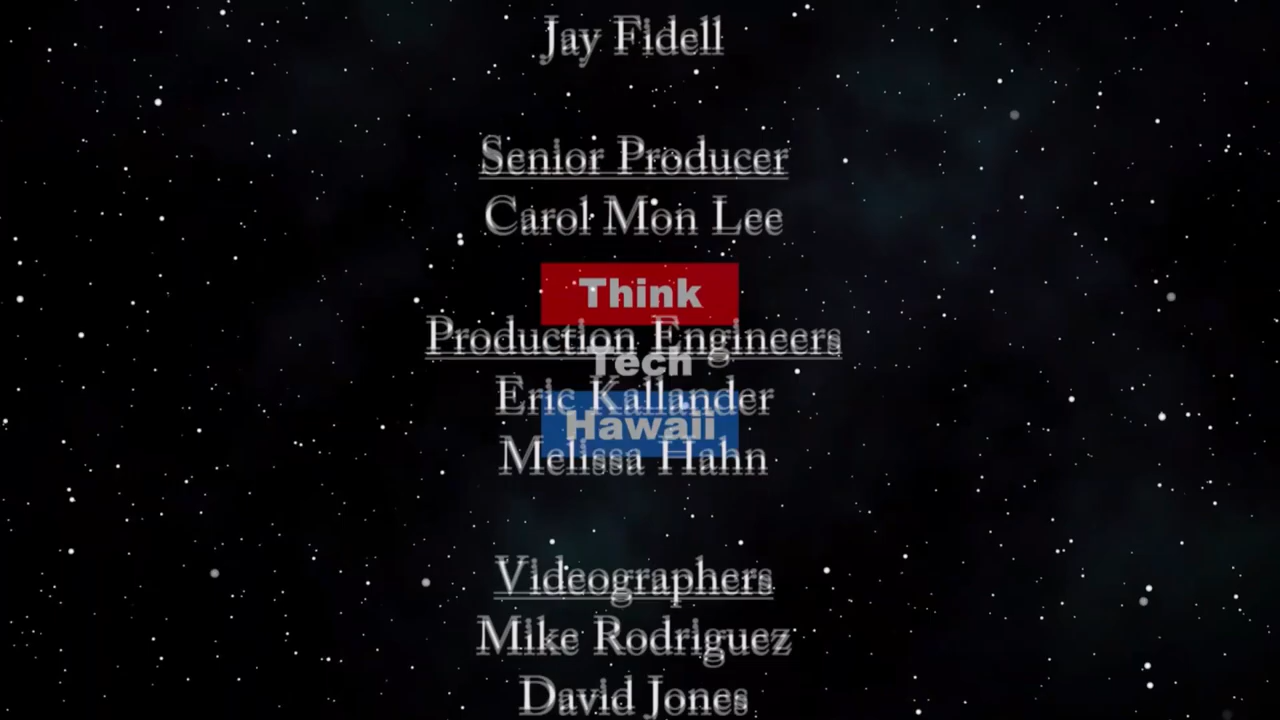 Jay Fidell
Senior Producer
Carol Mon Lee
Think
Production Engineers
Tech
Eric Kallander
Hawaii
Melissa Hahn
Videographers
Mike Rodriguez
David Jones